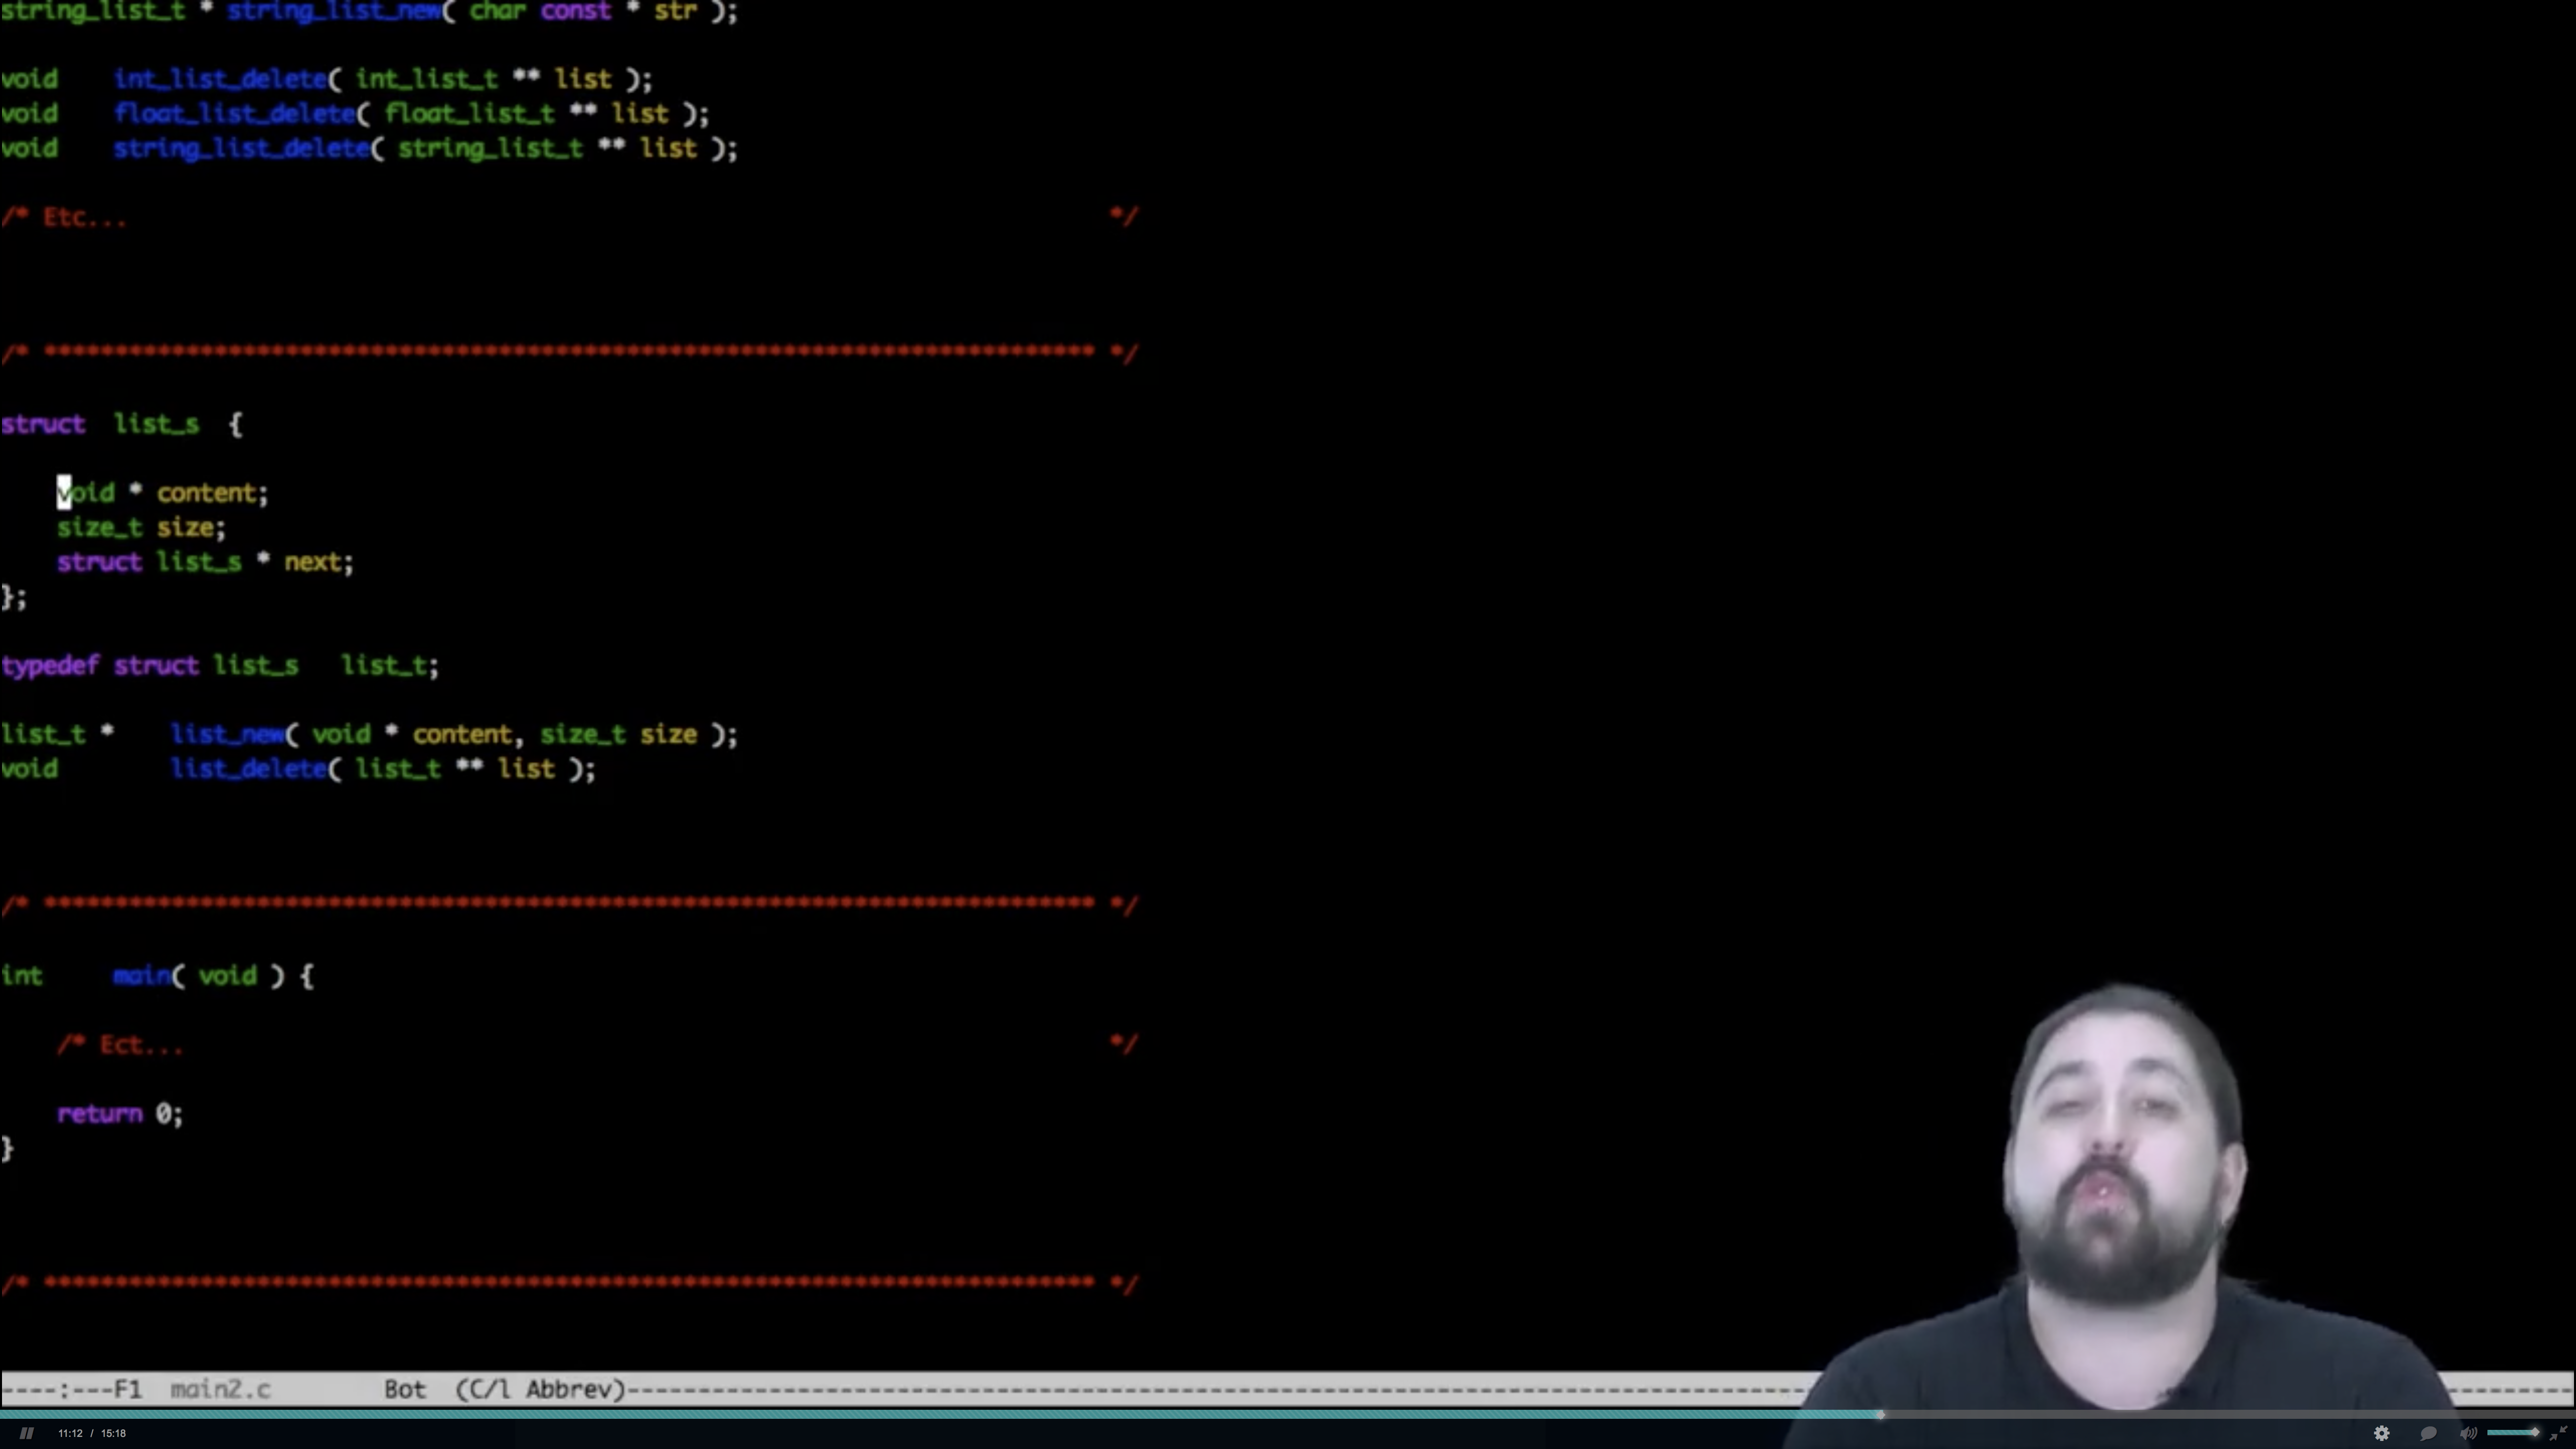 string_list_t * string_list_new( char const * str );
void int_list_delete( int_list_t ** list );
void float_list_delete( float_list_t ** list );
void string_list_delete( string_list_t ** list );
/* Etc... */
/* ************************************************************************** */
struct list_s {
void * content;
size_t size;
struct list_s * next;
};
typedef struct list_s list_t;
list_t * list_new( void * content, size_t size );
void list_delete( list_t ** list );
/* ************************************************************************** */
int main( void ) {
/* Ect... */
return 0;
}
/* ************************************************************************** */
----:---F1 main2.c Bot (C/l Abbrev)----
11:12 / 15:18